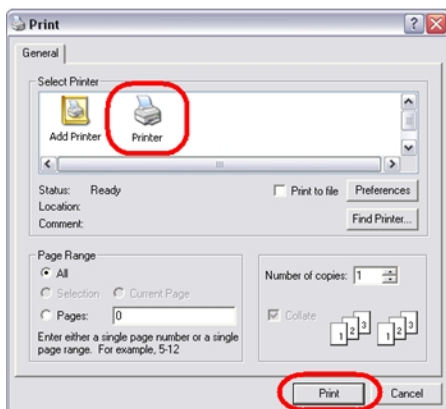 Print
General
Select Printer
Add Printer
Printer
Status: Ready
Print to file
Preferences
Location:
Comment:
Find Printer...
Page Range
All
Selection
Current Page
Pages: 0
Enter either a single page number or a single
page range. For example, 5-12
Number of copies: 1
Collate
1 2 3
1 2 3
Print
Cancel